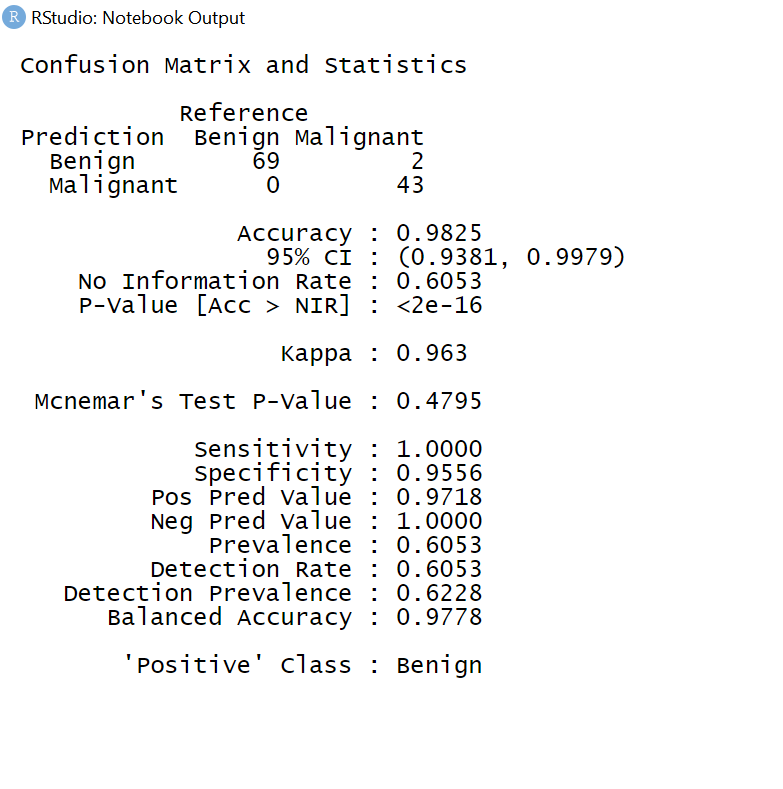 R RStudio: Notebook Output
Confusion Matrix and Statistics
Reference
Prediction Benign Malignant
Benign 69 2
Malignant 0 43
Accuracy : 0.9825
95% CI : (0.9381, 0.9979)
No Information Rate : 0.6053
P-Value [Acc > NIR] : <2e-16
Kappa : 0.963
Mcnemar's Test P-Value : 0.4795
Sensitivity : 1.0000
Specificity : 0.9556
Pos Pred Value : 0.9718
Neg Pred Value : 1.0000
Prevalence : 0.6053
Detection Rate : 0.6053
Detection Prevalence : 0.6228
Balanced Accuracy : 0.9778
'Positive' Class : Benign